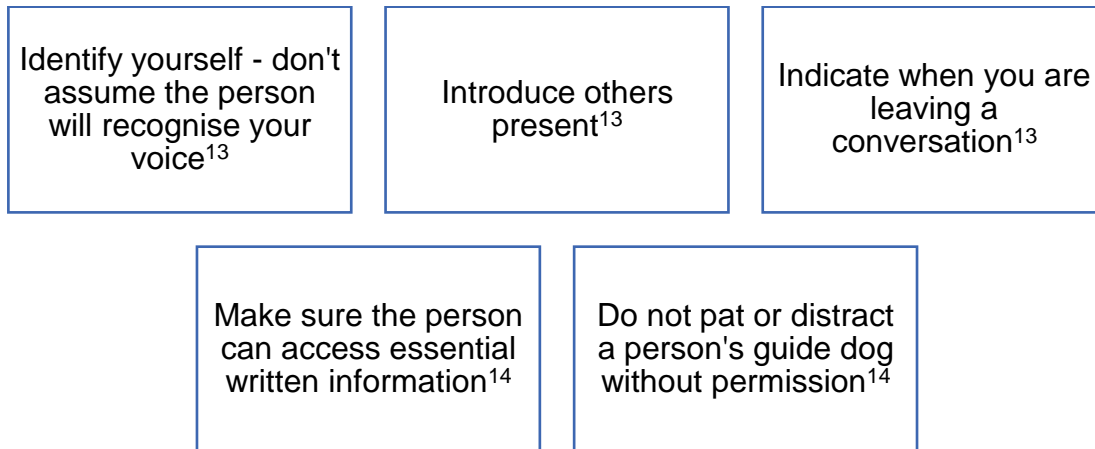 Identify yourself - don't
assume the person
will recognise your
voice¹³
Introduce others
present¹³
Indicate when you are
leaving a
conversation¹³
Make sure the person
can access essential
written information¹⁴
Do not pat or distract
a person's guide dog
without permission¹⁴